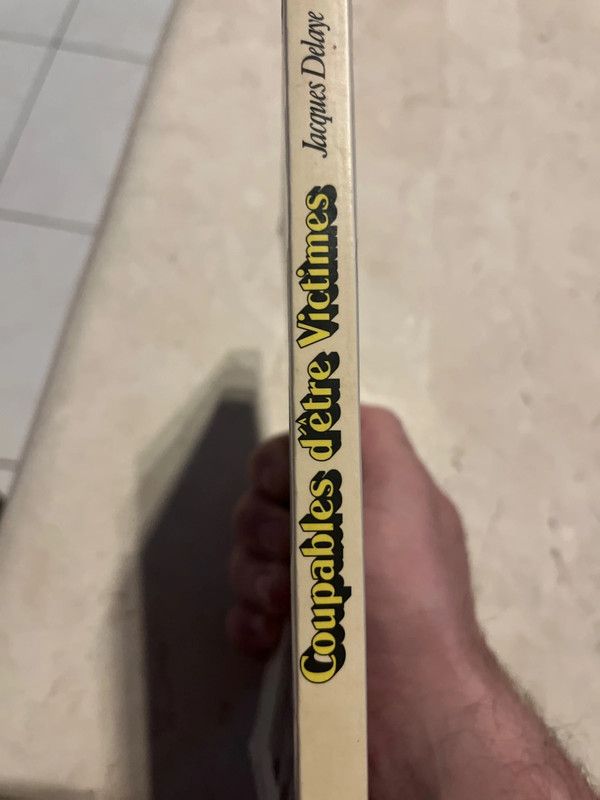 Coupables d'être Victimes
Jacques Delaye